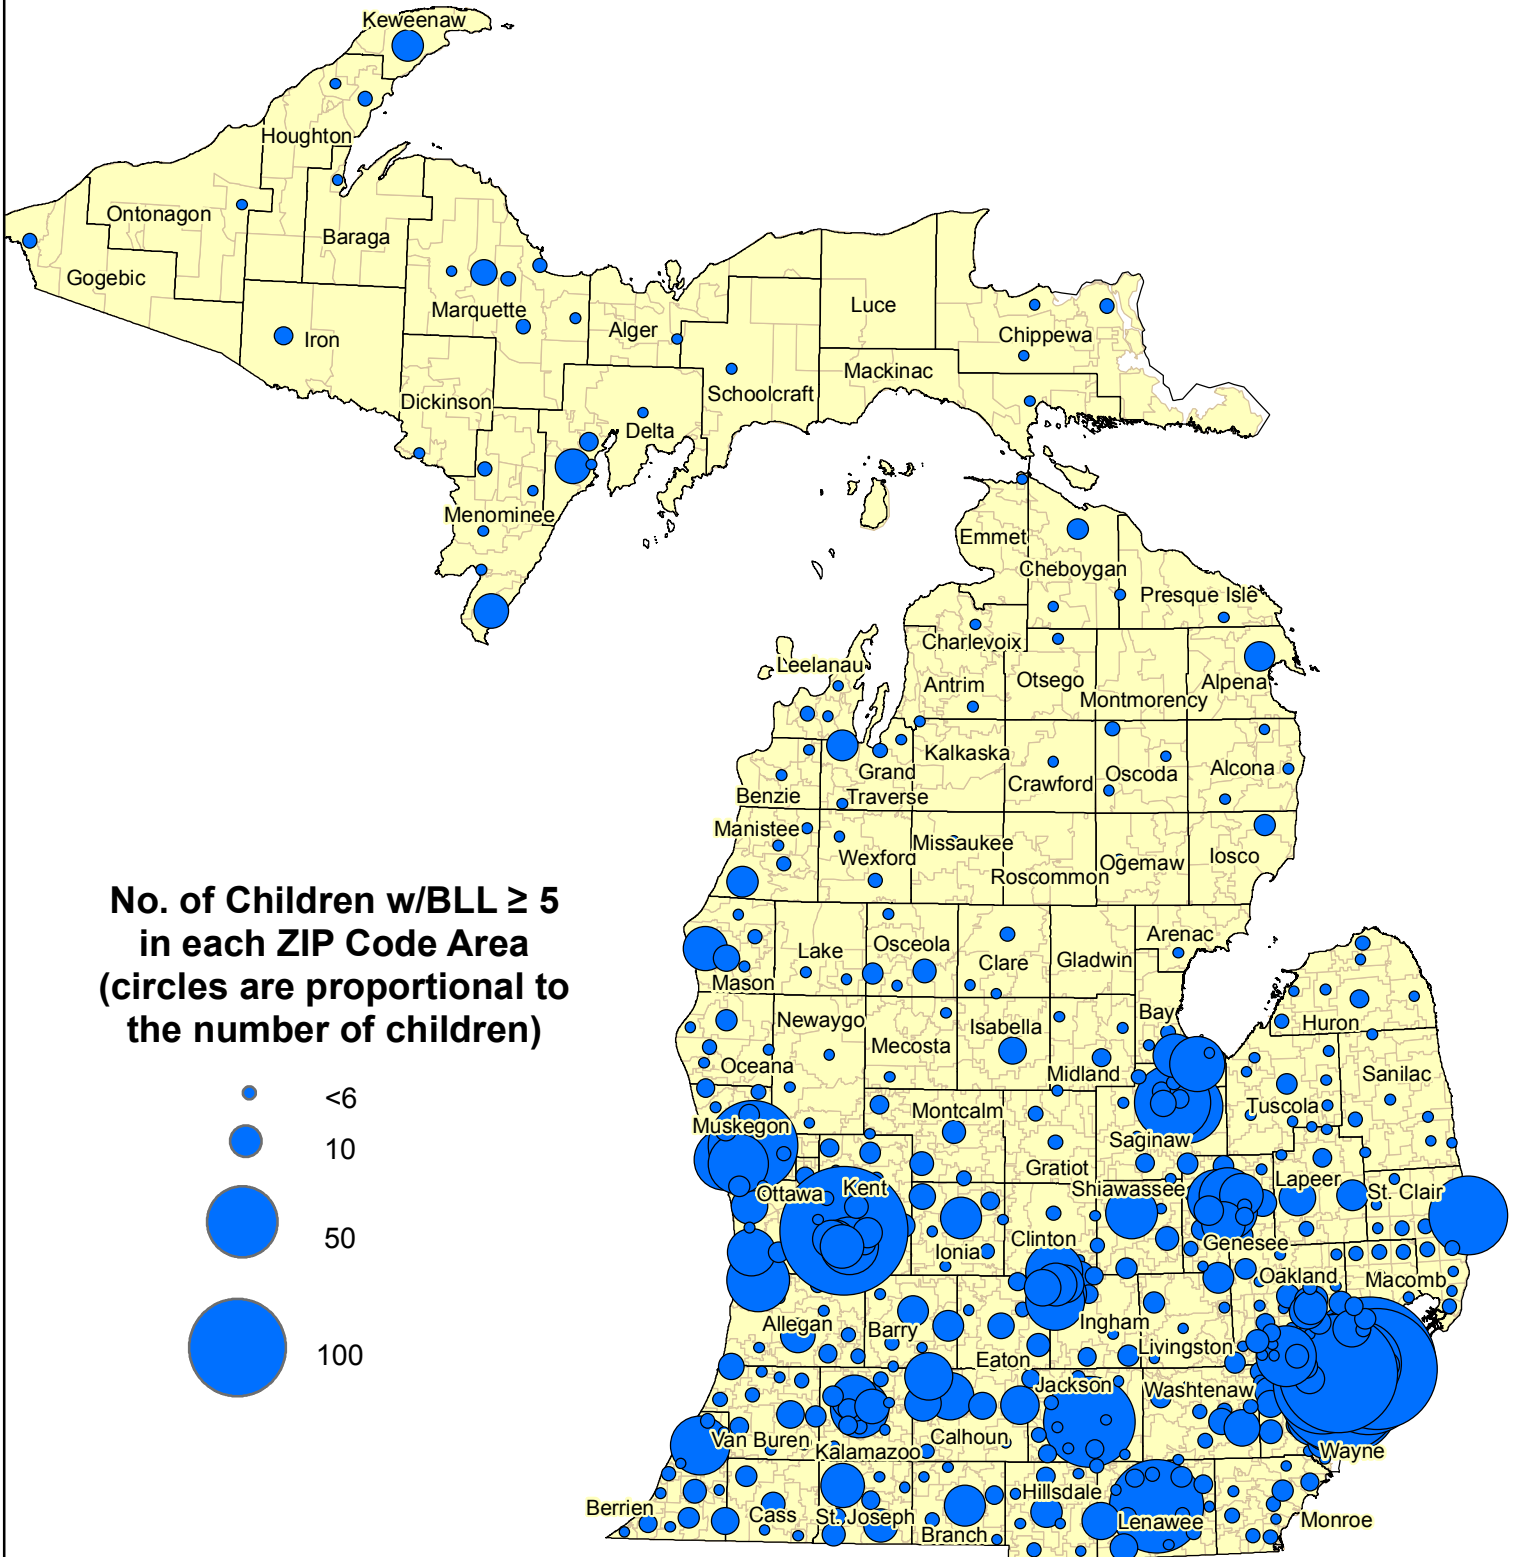 Keweenaw
Houghton
Ontonagon
Baraga
Gogebic
Marquette
Iron
Alger
Luce
Chippewa
Mackinac
Schoolcraft
Dickinson
Delta
Menominee
Emmet
Cheboygan
Presque Isle
Charlevoix
Leelanau
Antrim
Otsego
Montmorency
Alpena
Kalkaska
Grand
Traverse
Crawford
Oscoda
Alcona
Benzie
Manistee
Wexford
Missaukee
Roscommon
Ogemaw
Iosco
No. of Children w/BLL ≥ 5
in each ZIP Code Area
(circles are proportional to
the number of children)
<6
10
50
100
Mason
Lake
Osceola
Clare
Gladwin
Arenac
Oceana
Newaygo
Mecosta
Isabella
Midland
Bay
Huron
Tuscola
Sanilac
Muskegon
Montcalm
Gratiot
Saginaw
Ottawa
Kent
Ionia
Clinton
Shiawassee
Genesee
Lapeer
St. Clair
Allegan
Barry
Eaton
Ingham
Livingston
Oakland
Macomb
Van Buren
Kalamazoo
Calhoun
Jackson
Washtenaw
Wayne
Berrien
Cass
St. Joseph
Branch
Hillsdale
Lenawee
Monroe